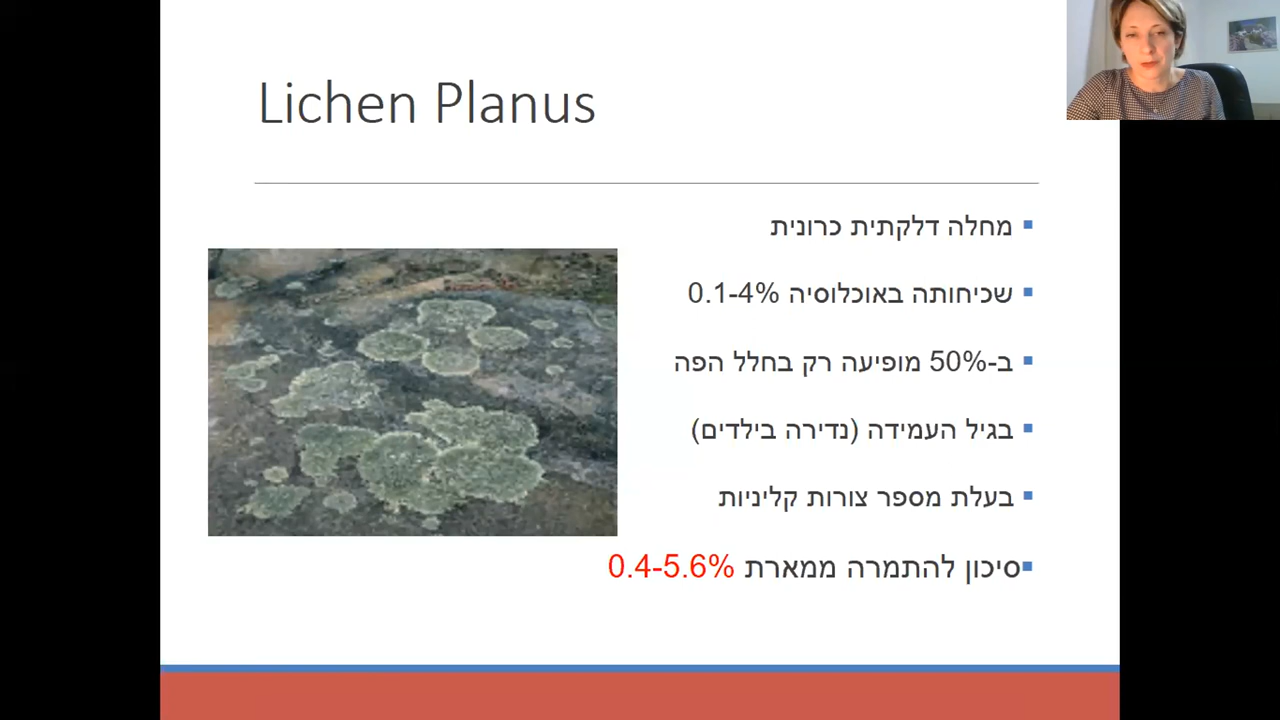 Lichen Planus
מחלה דלקתית כרונית
שכיחותה באוכלוסיה 0.1-4%
ב-50% מופיעה רק בחלל הפה
בגיל העמידה (נדירה בילדים)
בעלת מספר צורות קליניות
סיכון להתמרה ממארת 0.4-5.6%